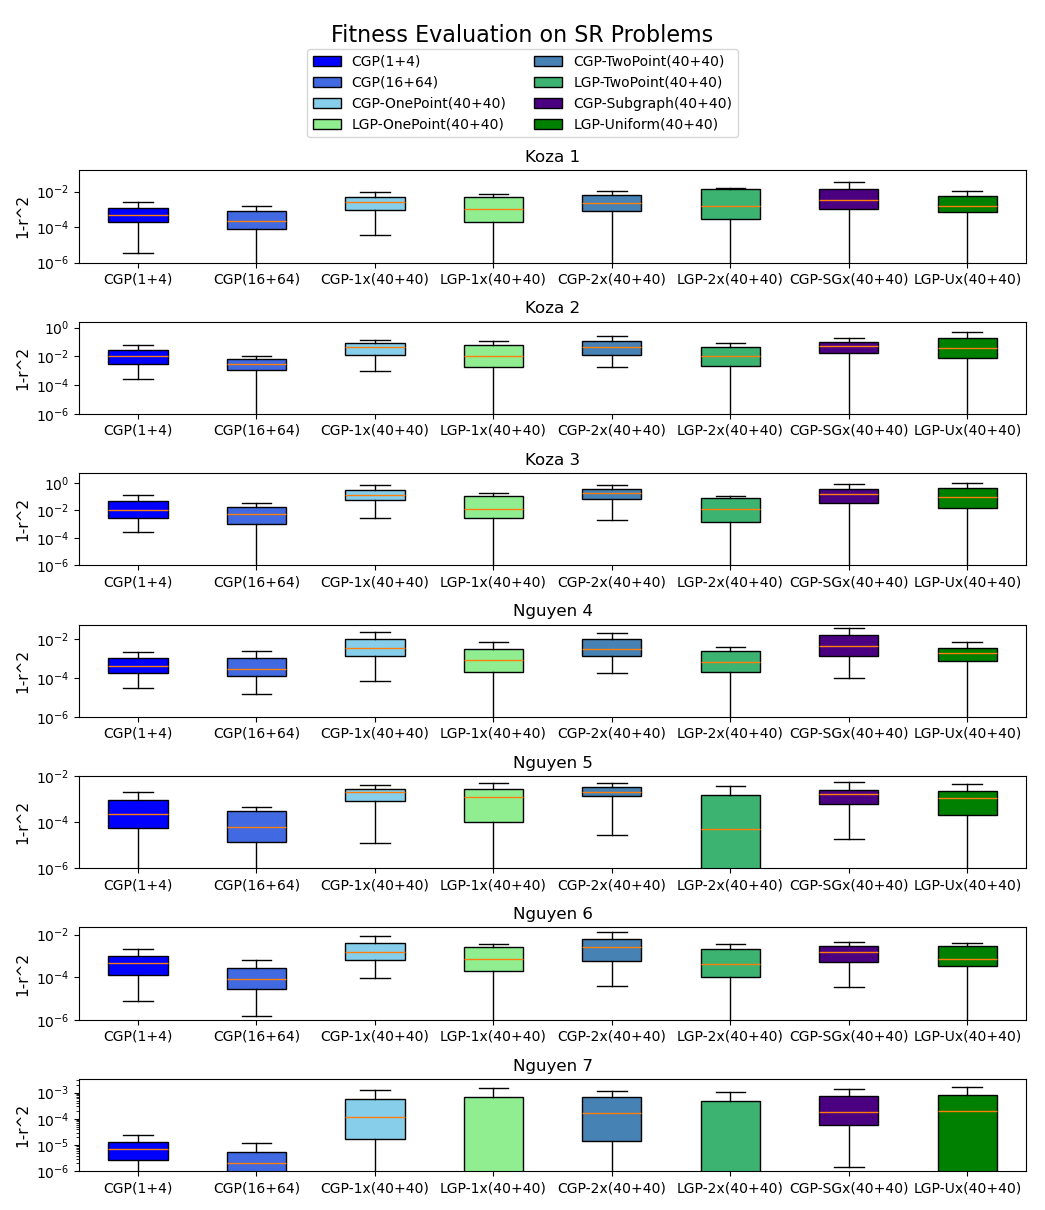 Fitness Evaluation on SR Problems
CGP(1+4)
CGP(16+64)
CGP-OnePoint(40+40)
LGP-OnePoint(40+40)
CGP-TwoPoint(40+40)
LGP-TwoPoint(40+40)
CGP-Subgraph(40+40)
LGP-Uniform(40+40)
Koza 1
1-r^2
10⁻²
10⁻⁴
10⁻⁶
CGP(1+4) CGP(16+64) CGP-1x(40+40) LGP-1x(40+40) CGP-2x(40+40) LGP-2x(40+40) CGP-SGx(40+40) LGP-Ux(40+40)
Koza 2
1-r^2
10⁰
10⁻²
10⁻⁴
10⁻⁶
CGP(1+4) CGP(16+64) CGP-1x(40+40) LGP-1x(40+40) CGP-2x(40+40) LGP-2x(40+40) CGP-SGx(40+40) LGP-Ux(40+40)
Koza 3
1-r^2
10⁰
10⁻²
10⁻⁴
10⁻⁶
CGP(1+4) CGP(16+64) CGP-1x(40+40) LGP-1x(40+40) CGP-2x(40+40) LGP-2x(40+40) CGP-SGx(40+40) LGP-Ux(40+40)
Nguyen 4
1-r^2
10⁻²
10⁻⁴
10⁻⁶
CGP(1+4) CGP(16+64) CGP-1x(40+40) LGP-1x(40+40) CGP-2x(40+40) LGP-2x(40+40) CGP-SGx(40+40) LGP-Ux(40+40)
Nguyen 5
1-r^2
10⁻²
10⁻⁴
10⁻⁶
CGP(1+4) CGP(16+64) CGP-1x(40+40) LGP-1x(40+40) CGP-2x(40+40) LGP-2x(40+40) CGP-SGx(40+40) LGP-Ux(40+40)
Nguyen 6
1-r^2
10⁻²
10⁻⁴
10⁻⁶
CGP(1+4) CGP(16+64) CGP-1x(40+40) LGP-1x(40+40) CGP-2x(40+40) LGP-2x(40+40) CGP-SGx(40+40) LGP-Ux(40+40)
Nguyen 7
1-r^2
10⁻³
10⁻⁴
10⁻⁵
10⁻⁶
CGP(1+4) CGP(16+64) CGP-1x(40+40) LGP-1x(40+40) CGP-2x(40+40) LGP-2x(40+40) CGP-SGx(40+40) LGP-Ux(40+40)